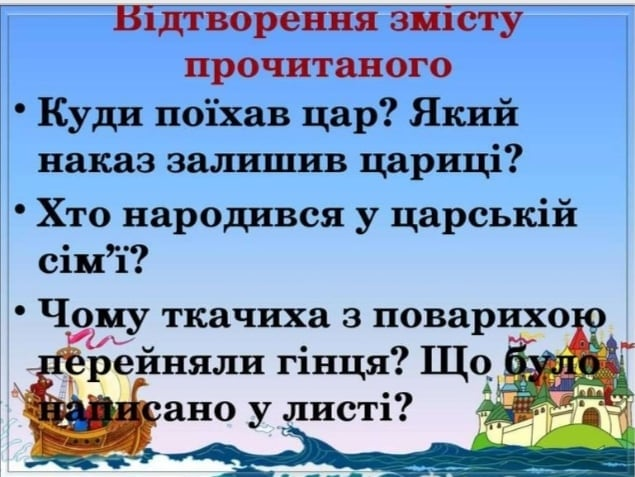 Відтворення змісту
прочитаного
• Куди поїхав цар? Який
наказ залишив цариці?
• Хто народився у царській
сім’ї?
• Чому ткачиха з поварихою
перейняли гінця? Що було
написано у листі?